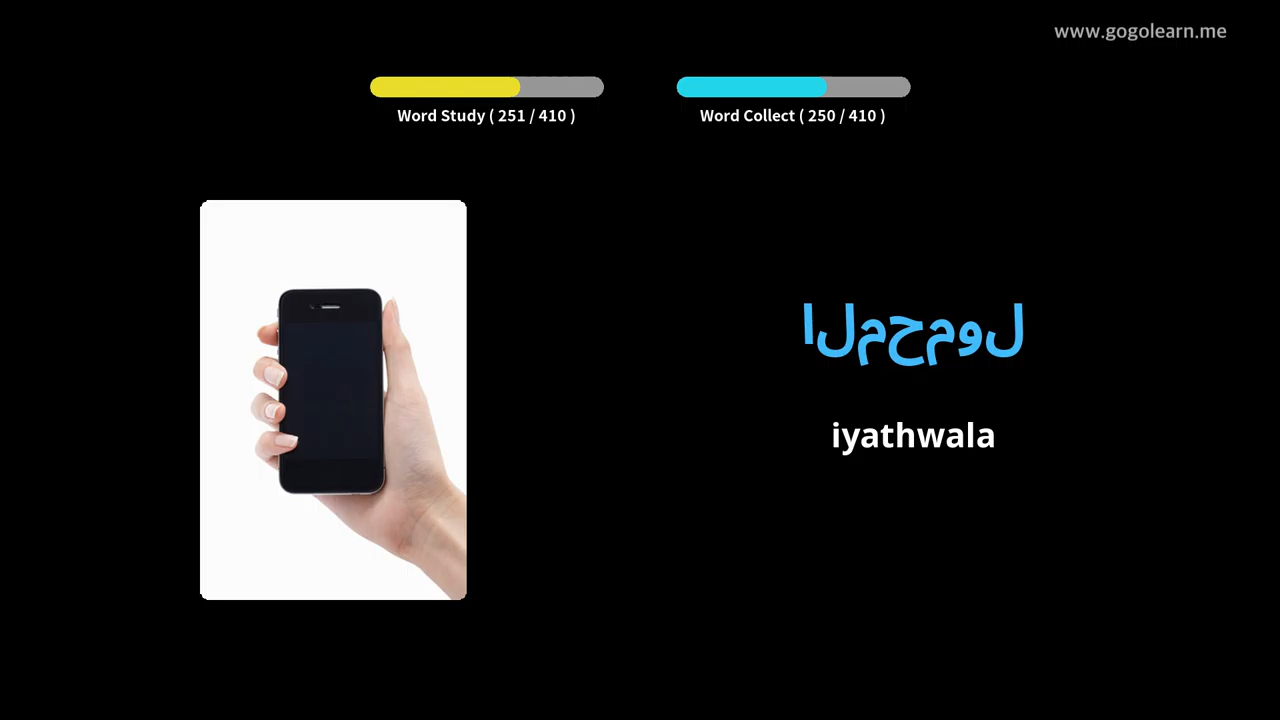 www.gogolearn.me
Word Study ( 251 / 410 )
Word Collect ( 250 / 410 )
المحمول
iyathwala